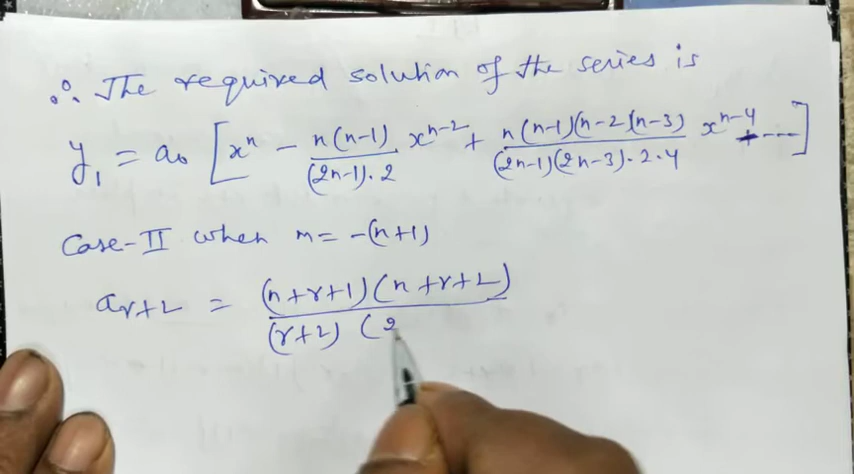 ∴ The required solution of the series is
y₁ = a₀ [xⁿ - n(n-1)/(2n-1)·2 xⁿ⁻² + n(n-1)(n-2)(n-3)/(2n-1)(2n-3)·2·4 xⁿ⁻⁴ + ----]
Case-II when m = -(n+1)
aᵣ₊₂ = (n+r+1)(n+r+2)/(r+2) (2